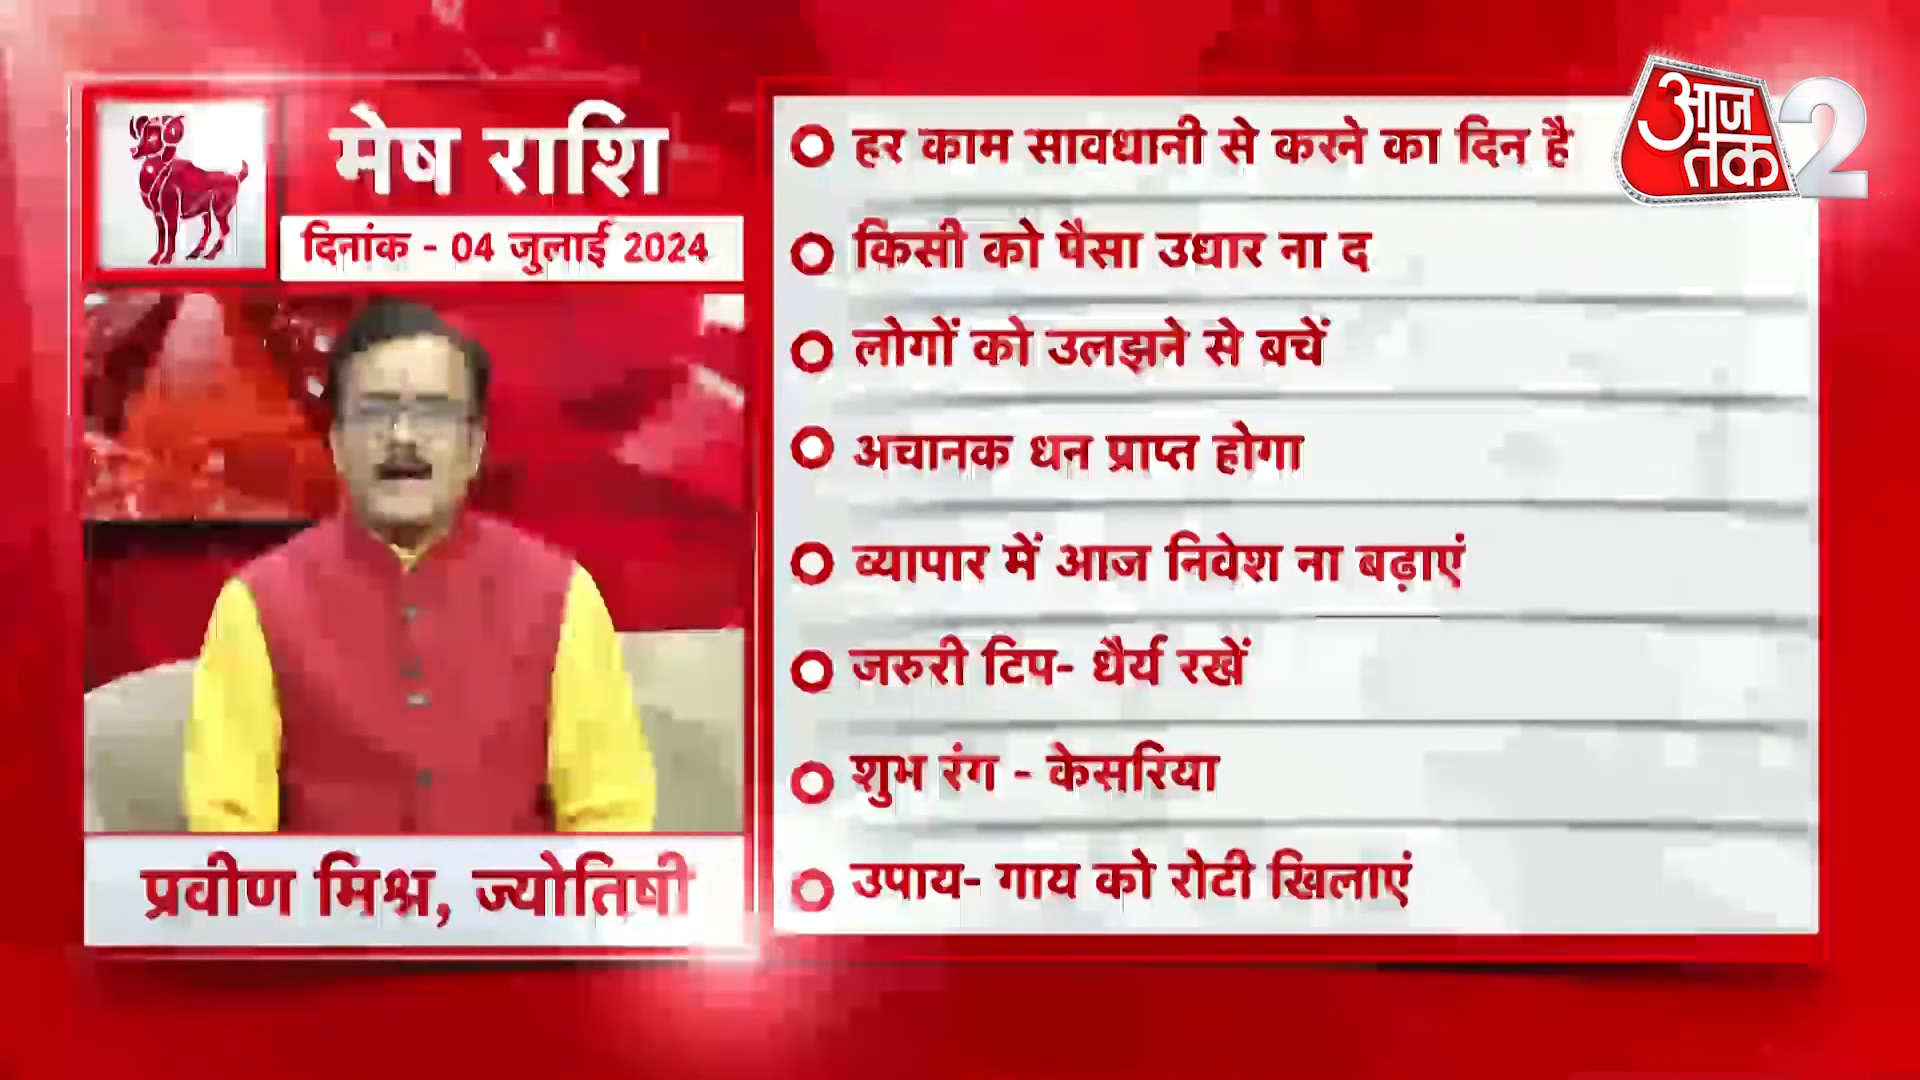 मेष राशि
दिनांक - 04 जुलाई 2024
प्रवीण मिश्र, ज्योतिषी
हर काम सावधानी से करने का दिन है
किसी को पैसा उधार ना द
लोगों को उलझने से बचें
अचानक धन प्राप्त होगा
व्यापार में आज निवेश ना बढ़ाएं
जरुरी टिप- धैर्य रखें
शुभ रंग - केसरिया
उपाय- गाय को रोटी खिलाएं
आज
तक 2